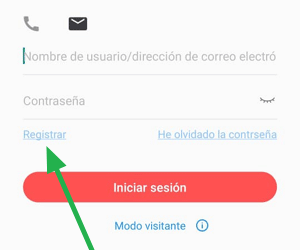 Nombre de usuario/dirección de correo electró
Contraseña
Registrar He olvidado la contrseña
Iniciar sesión
Modo visitante